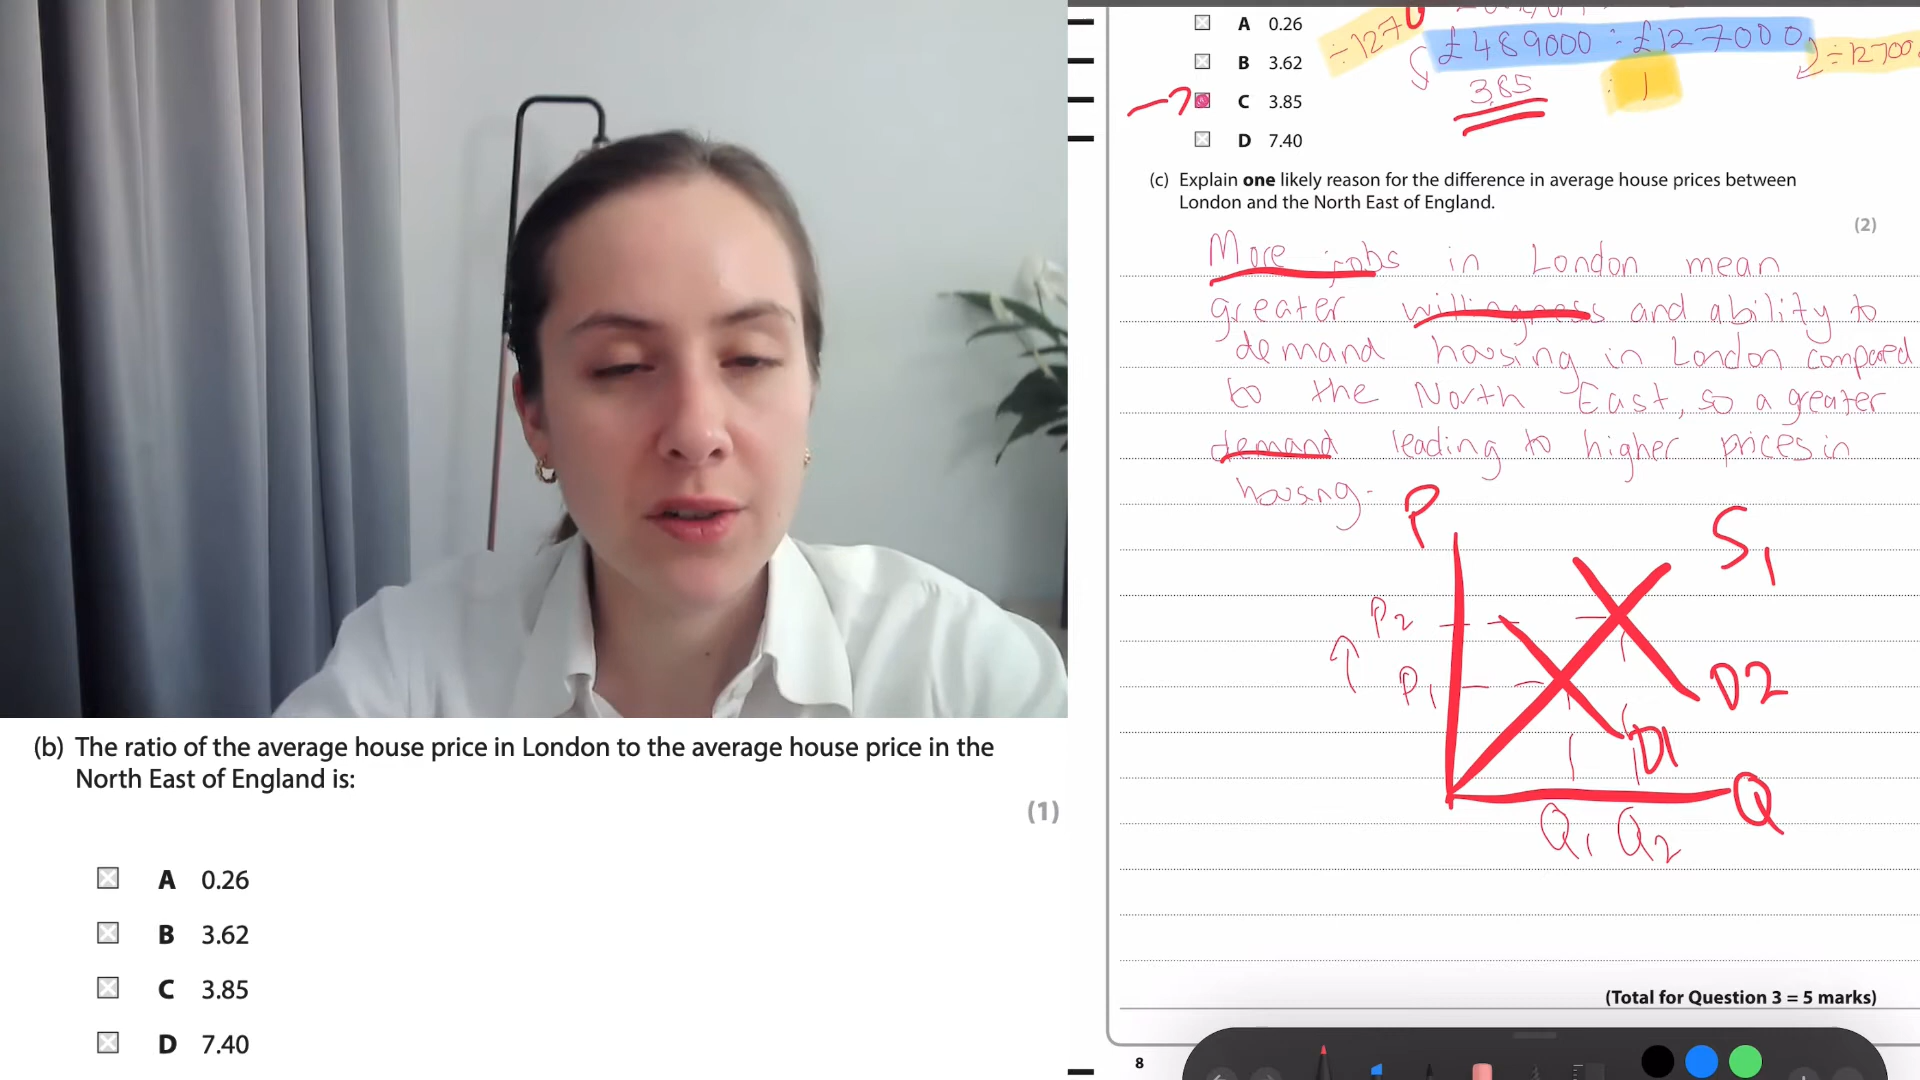 (b) The ratio of the average house price in London to the average house price in the
North East of England is:
(1)
A 0.26
B 3.62
C 3.85
D 7.40
A 0.26
B 3.62
C 3.85
D 7.40
£489000 : £127000
3.85 : 1
(c) Explain one likely reason for the difference in average house prices between
London and the North East of England.
(2)
More jobs in London mean
greater willingness and ability to
demand housing in London compared
to the North East, so a greater
demand leading to higher prices in
housing.
P
S1
P2
P1
D2
D1
Q
Q1 Q2
(Total for Question 3 = 5 marks)
8